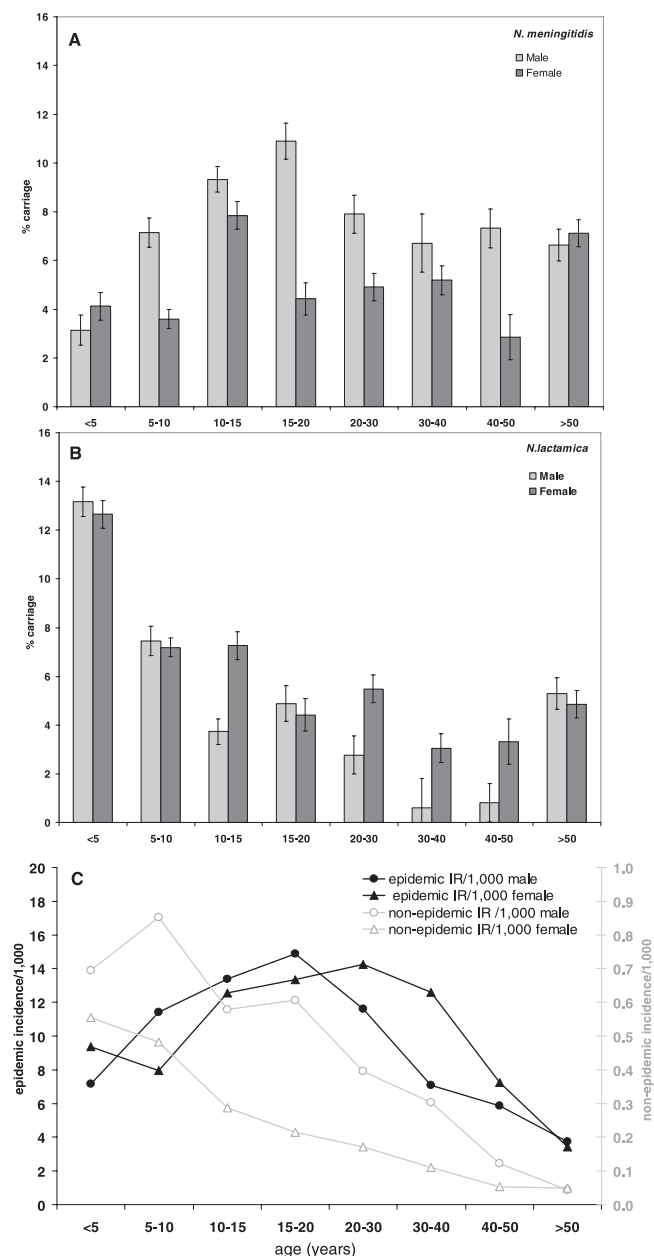 A
N. meningitidis
Male
Female
16
14
12
10
8
6
4
2
0
% carriage
<5 5-10 10-15 15-20 20-30 30-40 40-50 >50
B
N.lactamica
Male
Female
16
14
12
10
8
6
4
2
0
% carriage
<5 5-10 10-15 15-20 20-30 30-40 40-50 >50
C
epidemic IR/1,000 male
epidemic IR/1,000 female
non-epidemic IR /1,000 male
non-epidemic IR/1,000 female
20
18
16
14
12
10
8
6
4
2
0
epidemic incidence/1,000
1.0
0.9
0.8
0.7
0.6
0.5
0.4
0.3
0.2
0.1
0.0
non-epidemic incidence/1,000
<5 5-10 10-15 15-20 20-30 30-40 40-50 >50
age (years)